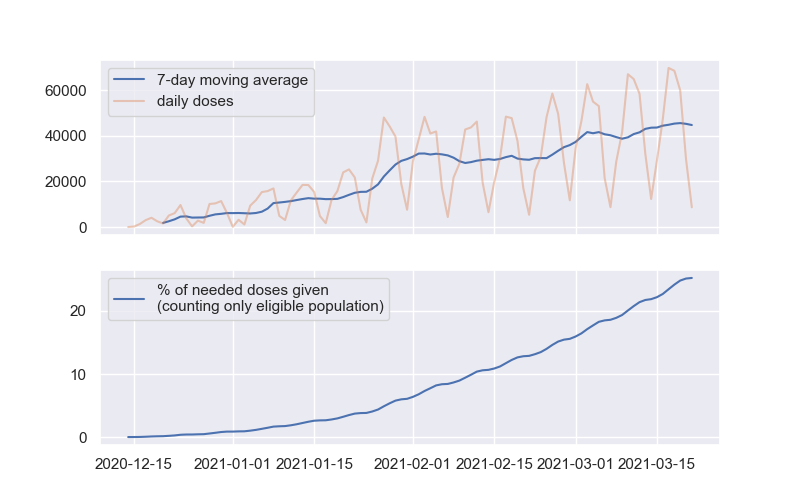 7-day moving average
daily doses
60000
40000
20000
0
% of needed doses given
(counting only eligible population)
20
10
0
2020-12-15 2021-01-01 2021-01-15 2021-02-01 2021-02-15 2021-03-01 2021-03-15